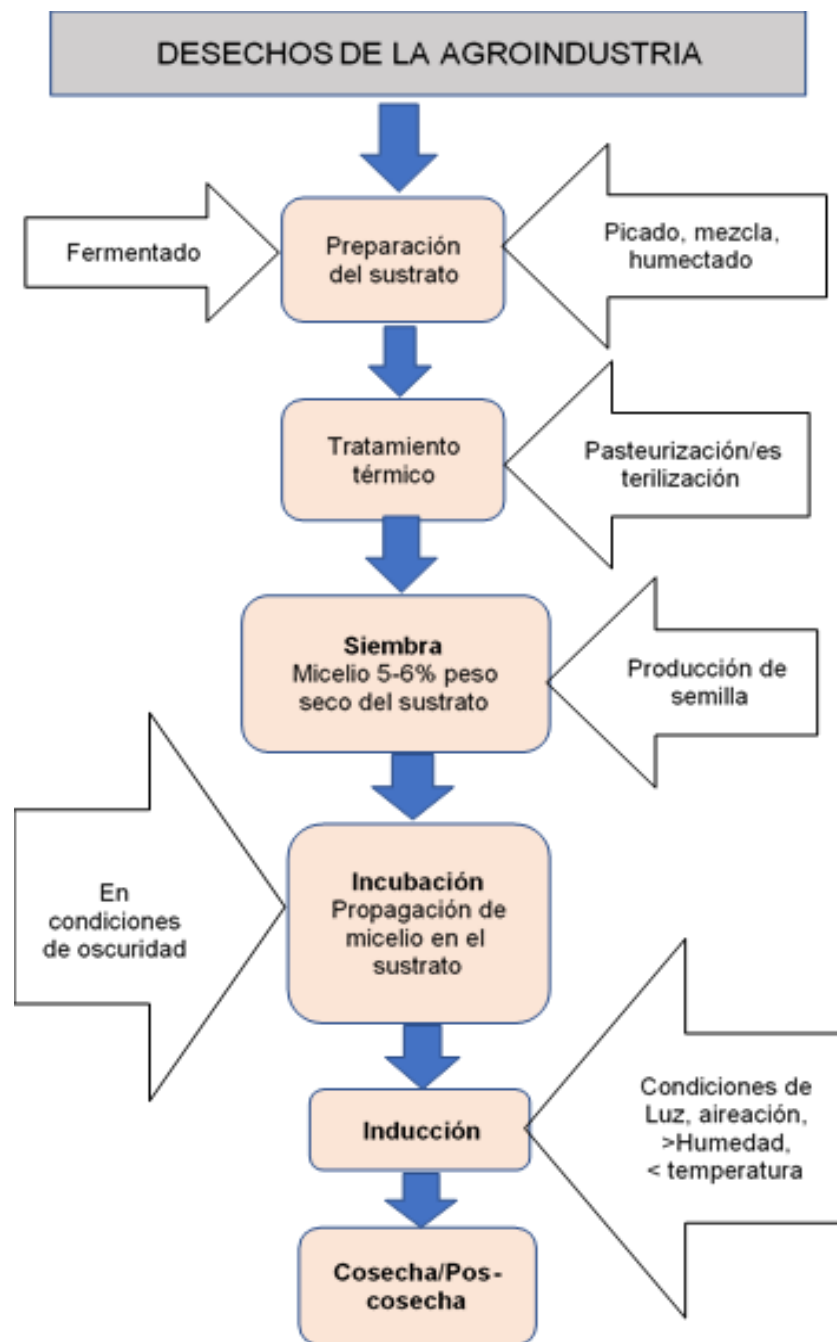 DESECHOS DE LA AGROINDUSTRIA
Fermentado
Preparación
del sustrato
Picado, mezcla,
humectado
Tratamiento
térmico
Pasteurización/es
terilización
Siembra
Micelio 5-6% peso
seco del sustrato
Producción de
semilla
En
condiciones
de oscuridad
Incubación
Propagación de
micelio en el
sustrato
Inducción
Condiciones de
Luz, aireación,
>Humedad,
< temperatura
Cosecha/Pos-
cosecha